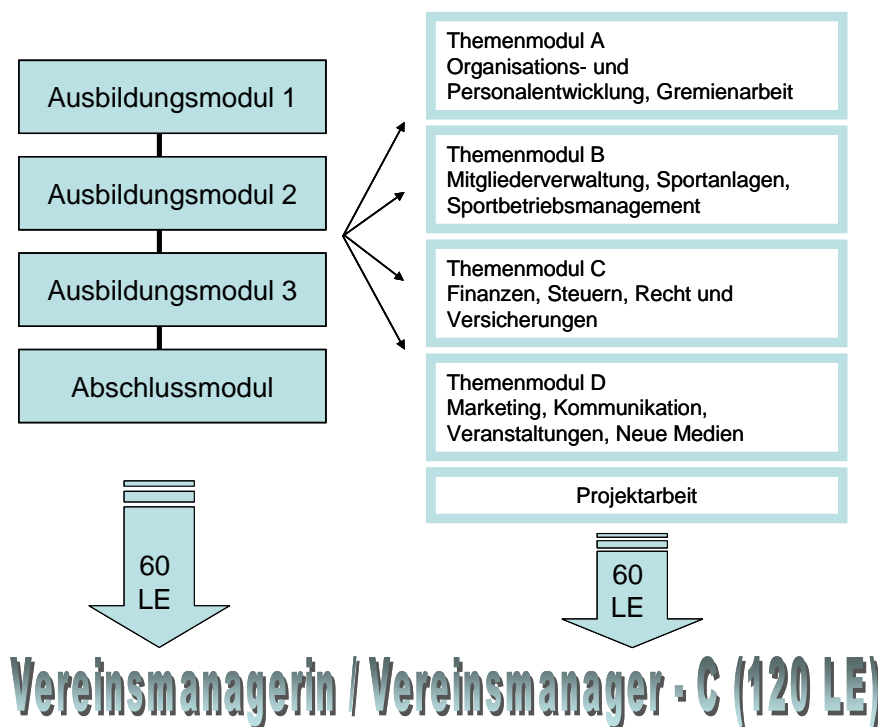 Ausbildungsmodul 1
Ausbildungsmodul 2
Ausbildungsmodul 3
Abschlussmodul
60
LE
Themenmodul A
Organisations- und
Personalentwicklung, Gremienarbeit
Themenmodul B
Mitgliederverwaltung, Sportanlagen,
Sportbetriebsmanagement
Themenmodul C
Finanzen, Steuern, Recht und
Versicherungen
Themenmodul D
Marketing, Kommunikation,
Veranstaltungen, Neue Medien
Projektarbeit
60
LE
Vereinsmanagerin / Vereinsmanager - C (120 LE)